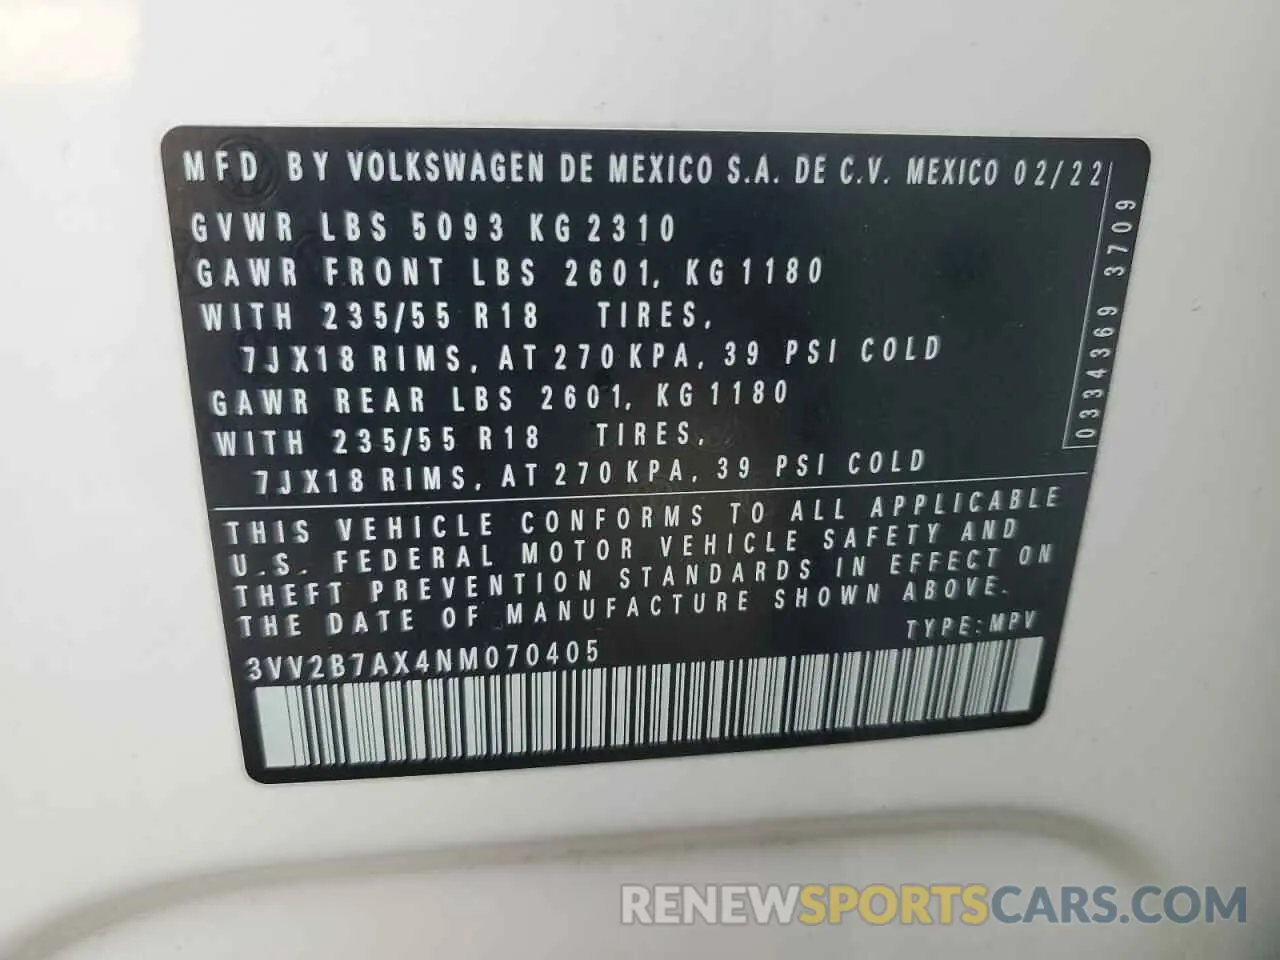 MFD BY VOLKSWAGEN DE MEXICO S.A. DE C.V. MEXICO 02/22
GVWR LBS 5093 KG 2310
GAWR FRONT LBS 2601, KG 1180
WITH 235/55 R18 TIRES,
7JX18 RIMS, AT 270 KPA, 39 PSI COLD
GAWR REAR LBS 2601, KG 1180
WITH 235/55 R18 TIRES,
7JX18 RIMS, AT 270 KPA, 39 PSI COLD
0334369 3709
THIS VEHICLE CONFORMS TO ALL APPLICABLE
U.S. FEDERAL MOTOR VEHICLE SAFETY AND
THEFT PREVENTION STANDARDS IN EFFECT ON
THE DATE OF MANUFACTURE SHOWN ABOVE.
TYPE: MPV
3VV2B7AX4NM070405
RENEWSPORTSCARS.COM